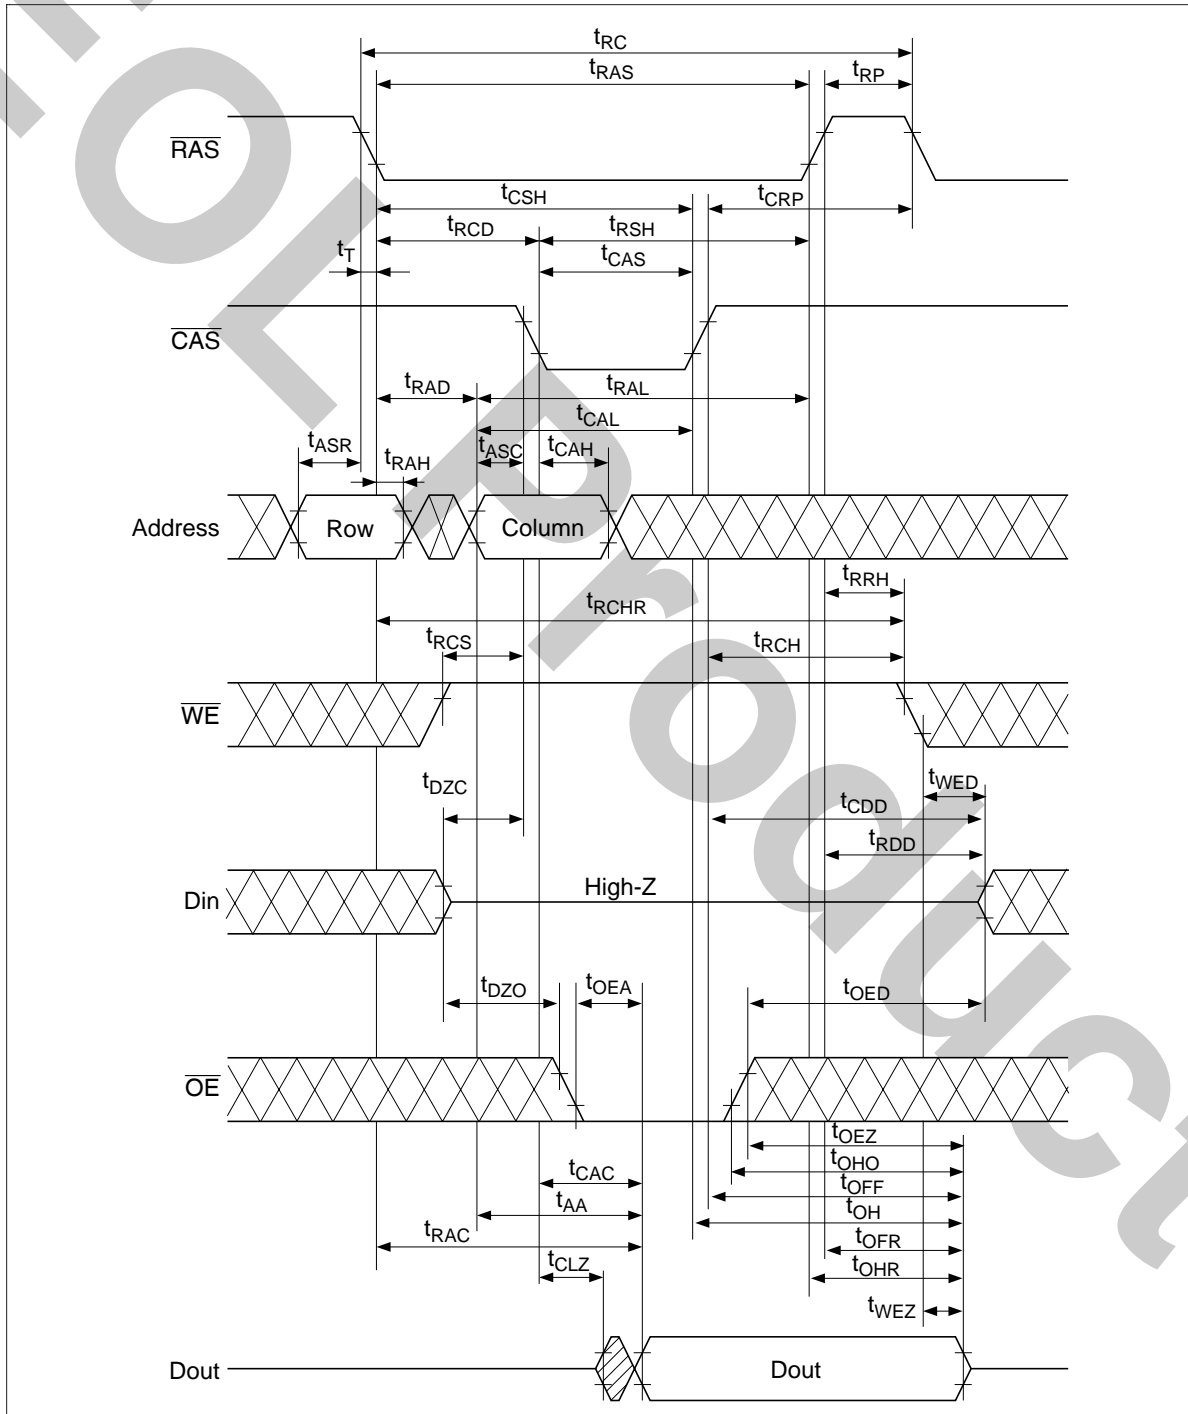 EOL Product
tRC
tRAS
tRP
RAS
tCSH
tCRP
tRCD
tRSH
tT
tCAS
CAS
tRAD
tRAL
tCAL
tASR
tASC
tCAH
tRAH
Address
Row
Column
tRRH
tRCHR
tRCS
tRCH
WE
tDZC
tWED
tCDD
tRDD
Din
High-Z
tDZO
tOEA
tOED
OE
tOEZ
tOHO
tCAC
tOFF
tAA
tOH
tRAC
tOFR
tCLZ
tOHR
tWEZ
Dout
Dout